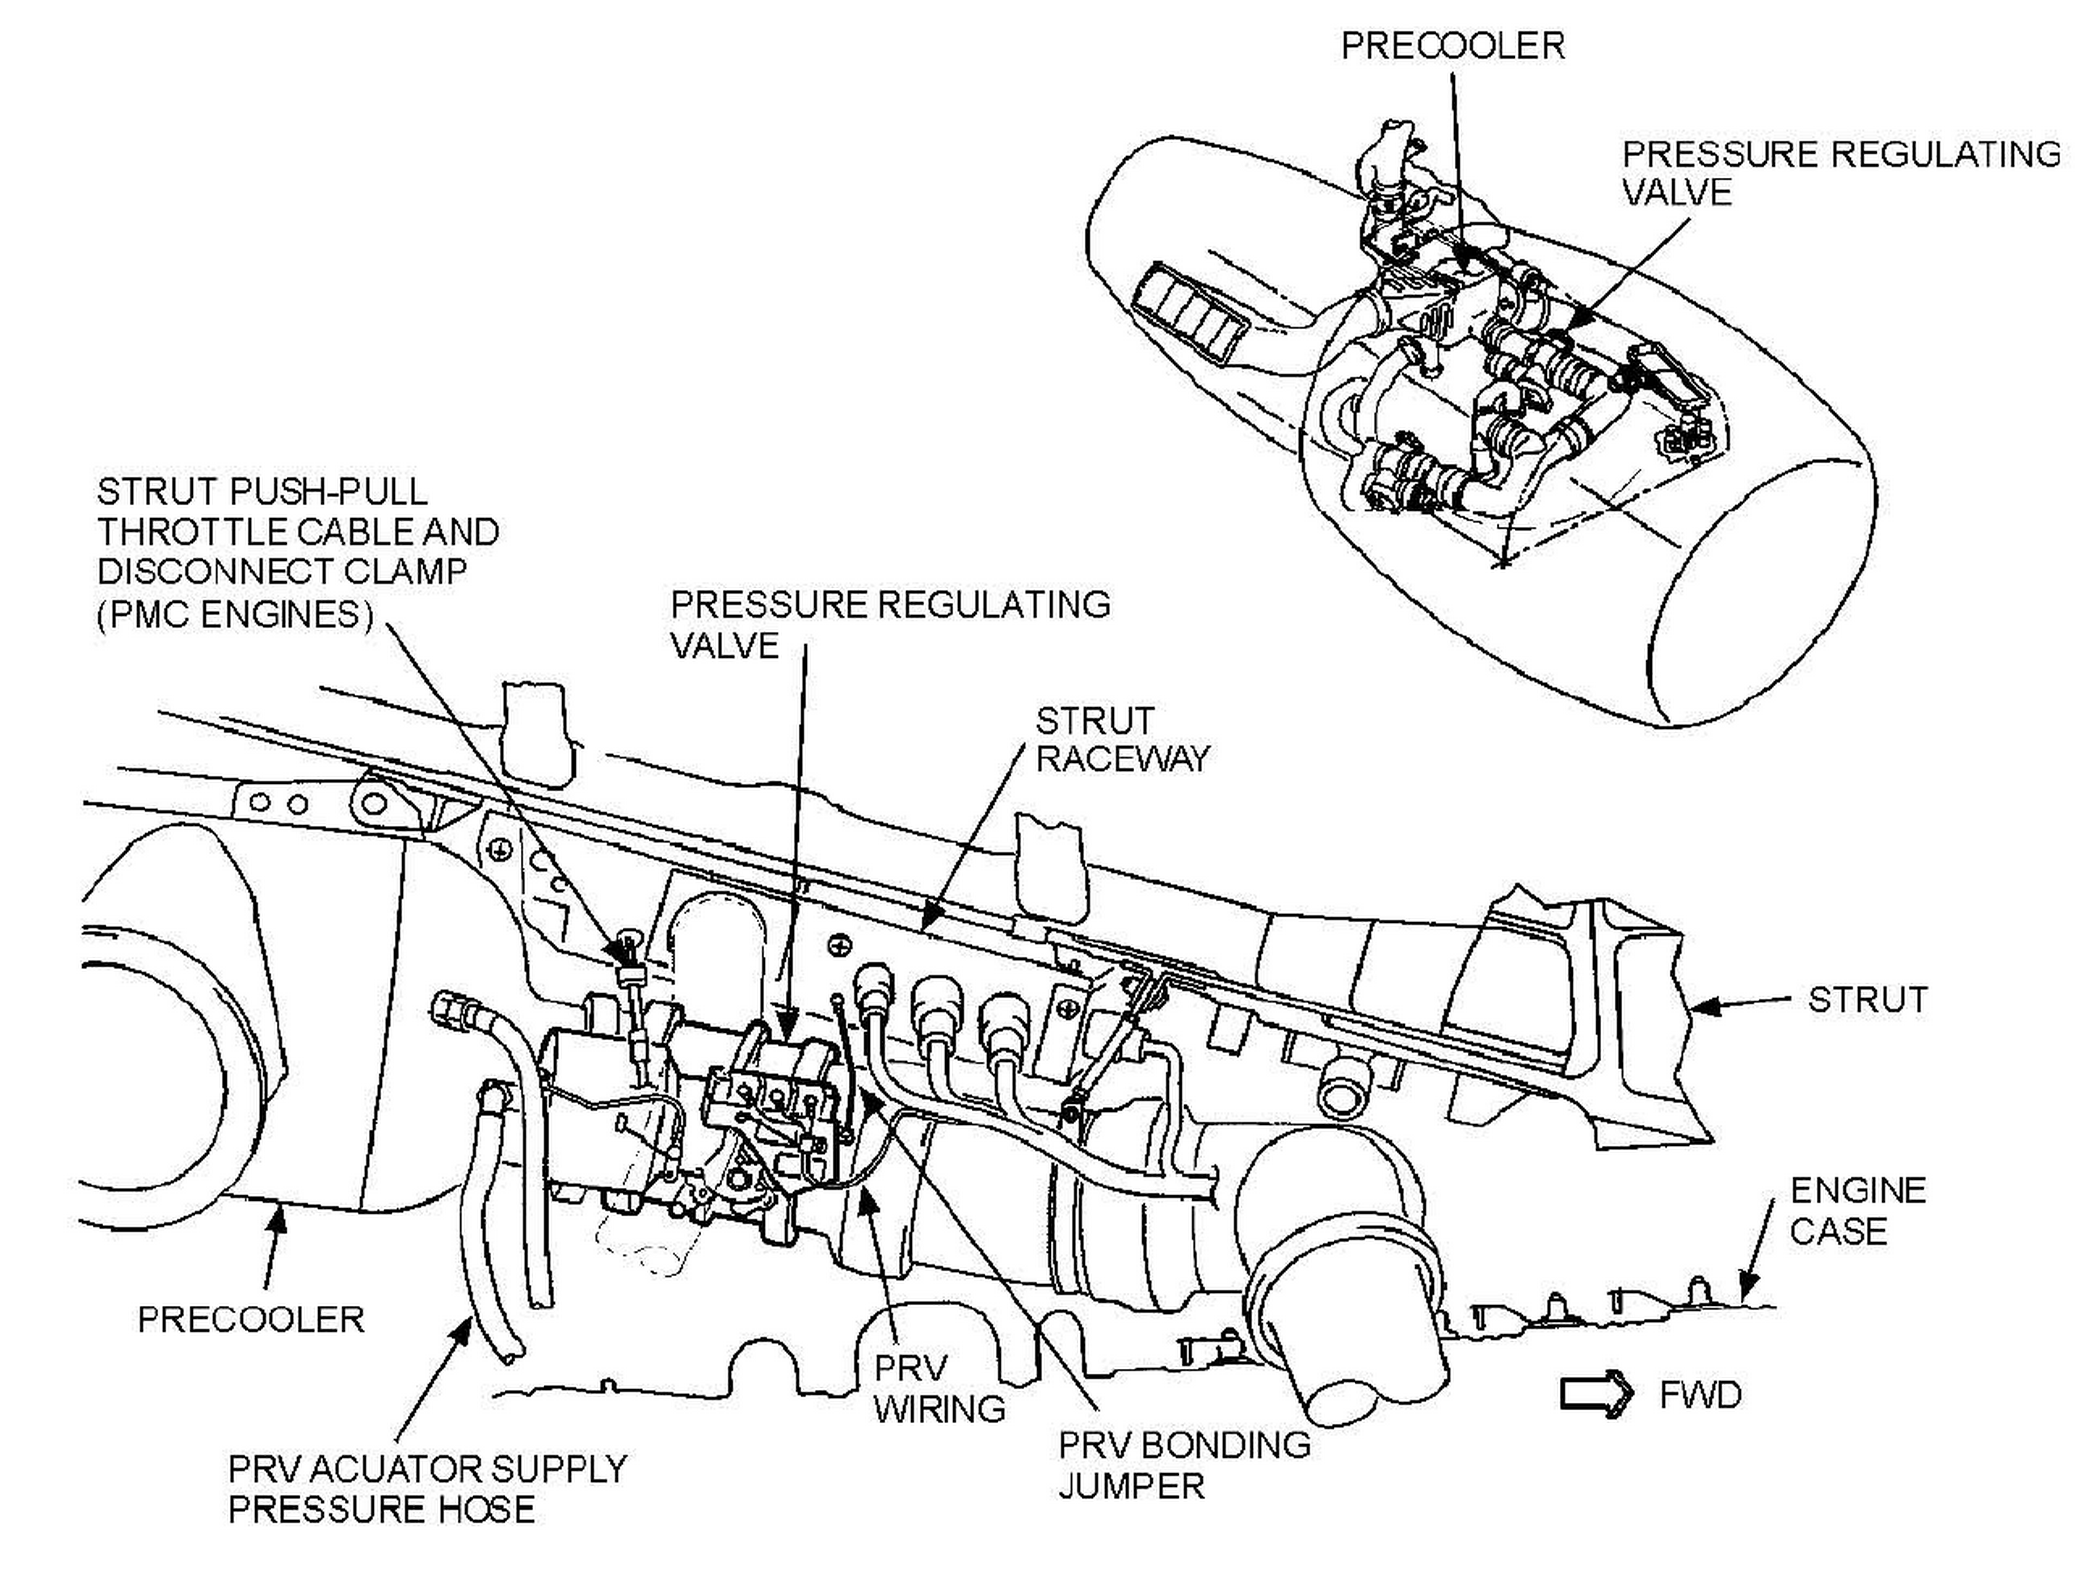 PRECOOLER
PRESSURE REGULATING
VALVE
STRUT PUSH-PULL
THROTTLE CABLE AND
DISCONNECT CLAMP
(PMC ENGINES)
PRESSURE REGULATING
VALVE
STRUT
RACEWAY
STRUT
ENGINE
CASE
PRECOOLER
PRV
WIRING
FWD
PRV BONDING
JUMPER
PRV ACUATOR SUPPLY
PRESSURE HOSE